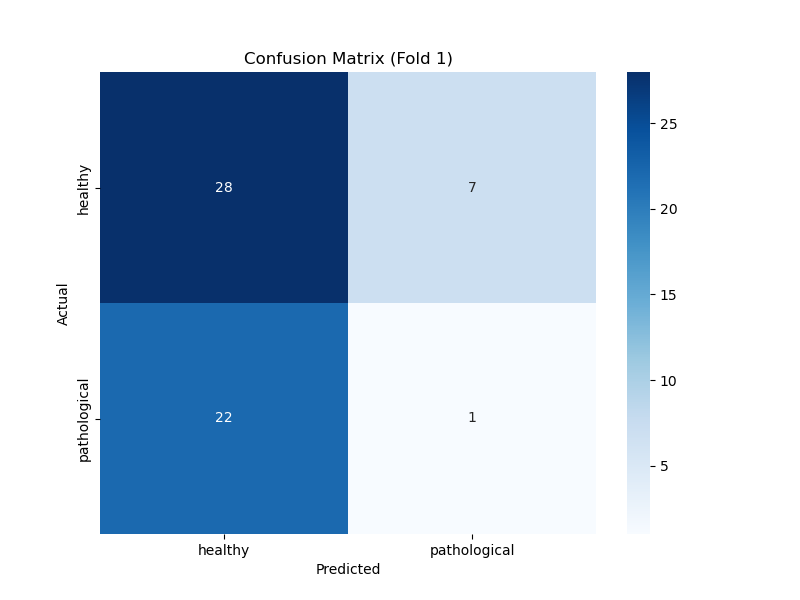 Confusion Matrix (Fold 1)
Actual
healthy
pathological
28
7
22
1
healthy
pathological
Predicted
25
20
15
10
5